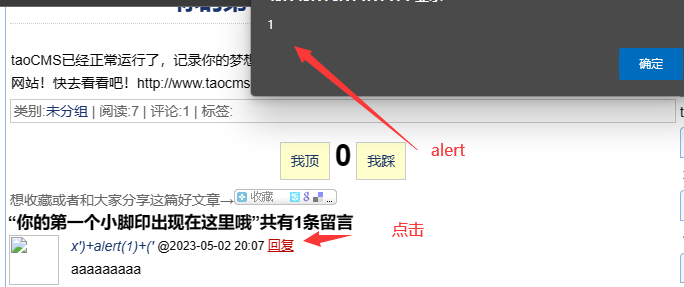 1
确定
taoCMS已经正常运行了，记录你的梦想
网站！快去看看吧！http://www.taocms
类别:未分组 | 阅读:7 | 评论:1 | 标签:
alert
我顶 0 我踩
想收藏或者和大家分享这篇好文章→ 收藏
“你的第一个小脚印出现在这里哦”共有1条留言
点击
x')+alert(1)+(' @2023-05-02 20:07 回复
aaaaaaaaa